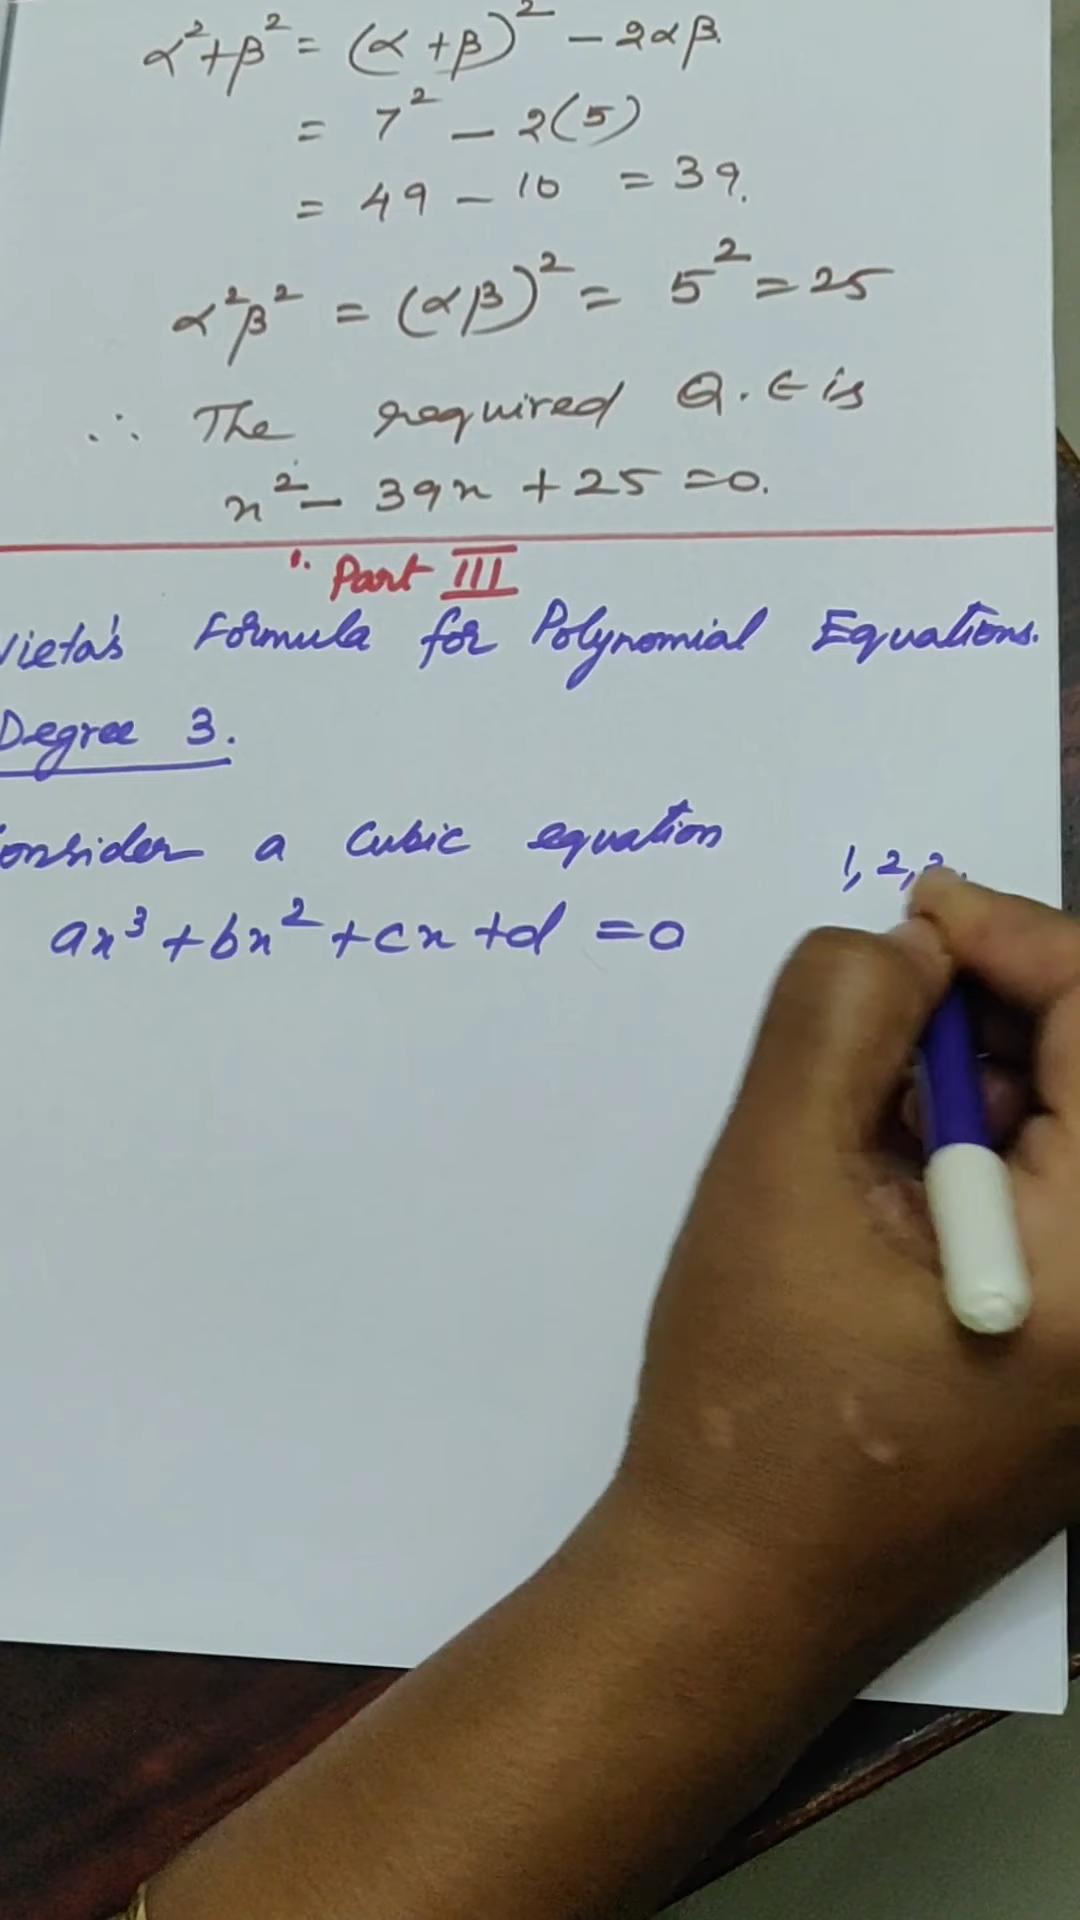 α²+β² = (α+β)² − 2αβ.
= 7² − 2(5)
= 49 − 10 = 39.
α²β² = (αβ)² = 5² = 25
∴ The required Q.E is
x² − 39x + 25 = 0.
Part III
Vieta's Formula for Polynomial Equations.
Degree 3.
Consider a Cubic equation
1, 2,
ax³ + bx² + cx + d = 0